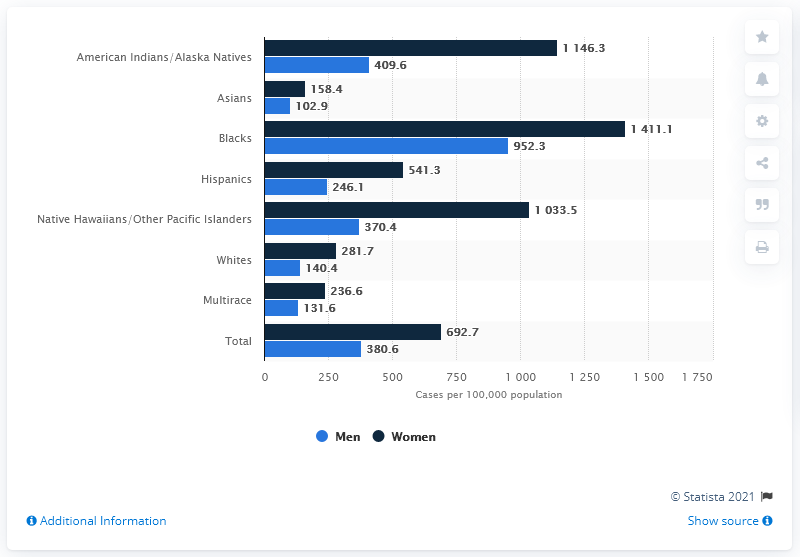 American Indians/Alaska Natives
1 146.3
409.6
Asians
158.4
102.9
Blacks
1 411.1
952.3
Hispanics
541.3
246.1
Native Hawaiians/Other Pacific Islanders
1 033.5
370.4
Whites
281.7
140.4
Multirace
236.6
131.6
Total
692.7
380.6
0 250 500 750 1 000 1 250 1 500 1 750
Cases per 100,000 population
Men Women
© Statista 2021
Additional Information Show source